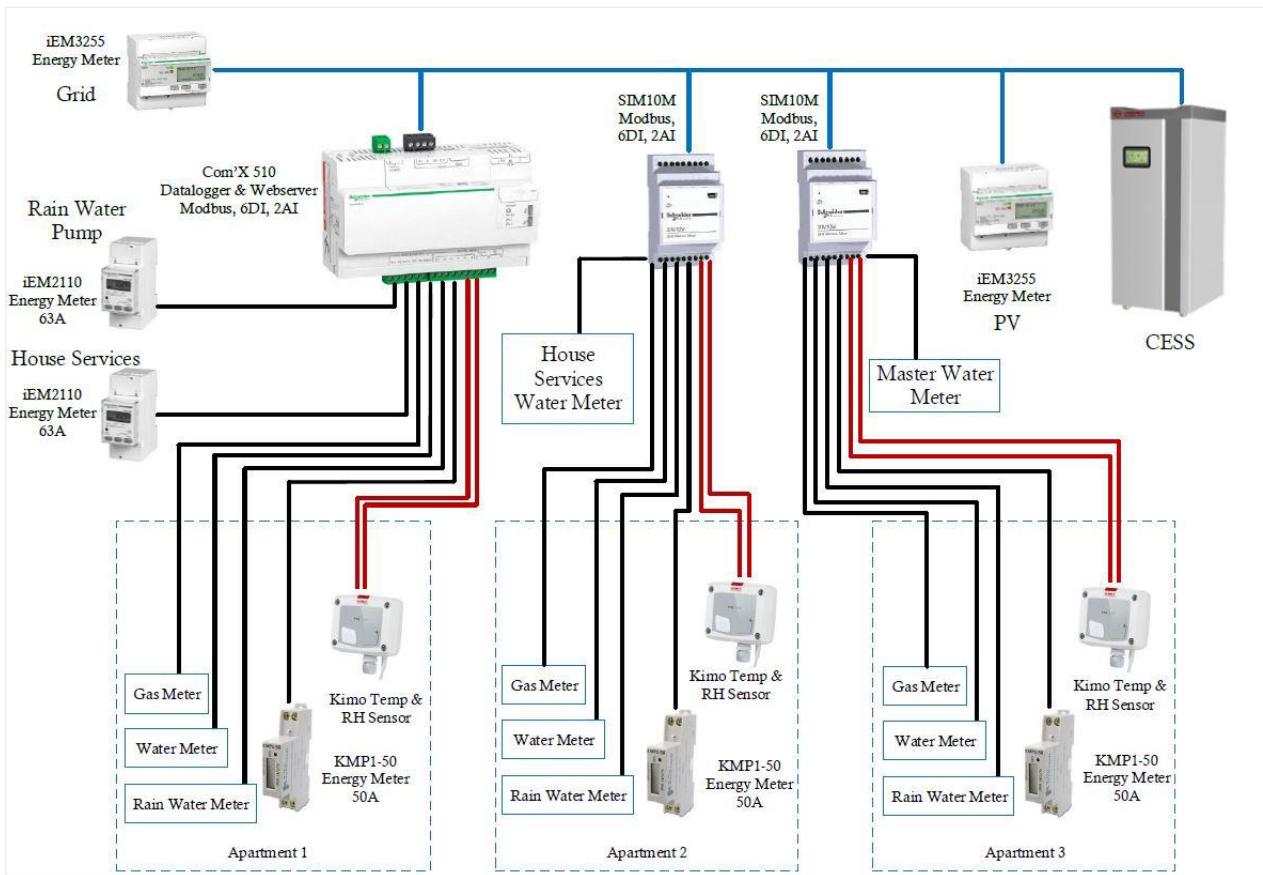 iEM3255
Energy Meter
Grid
SIM10M
Modbus,
6DI, 2AI
SIM10M
Modbus,
6DI, 2AI
Com'X 510
Datalogger & Webserver
Modbus, 6DI, 2AI
Rain Water
Pump
iEM2110
Energy Meter
63A
House Services
iEM2110
Energy Meter
63A
iEM3255
Energy Meter
PV
CESS
House
Services
Water Meter
Master Water
Meter
Gas Meter
Water Meter
Rain Water Meter
Kimo Temp &
RH Sensor
KMP1-50
Energy Meter
50A
Apartment 1
Gas Meter
Water Meter
Rain Water Meter
Kimo Temp &
RH Sensor
KMP1-50
Energy Meter
50A
Apartment 2
Gas Meter
Water Meter
Rain Water Meter
Kimo Temp &
RH Sensor
KMP1-50
Energy Meter
50A
Apartment 3